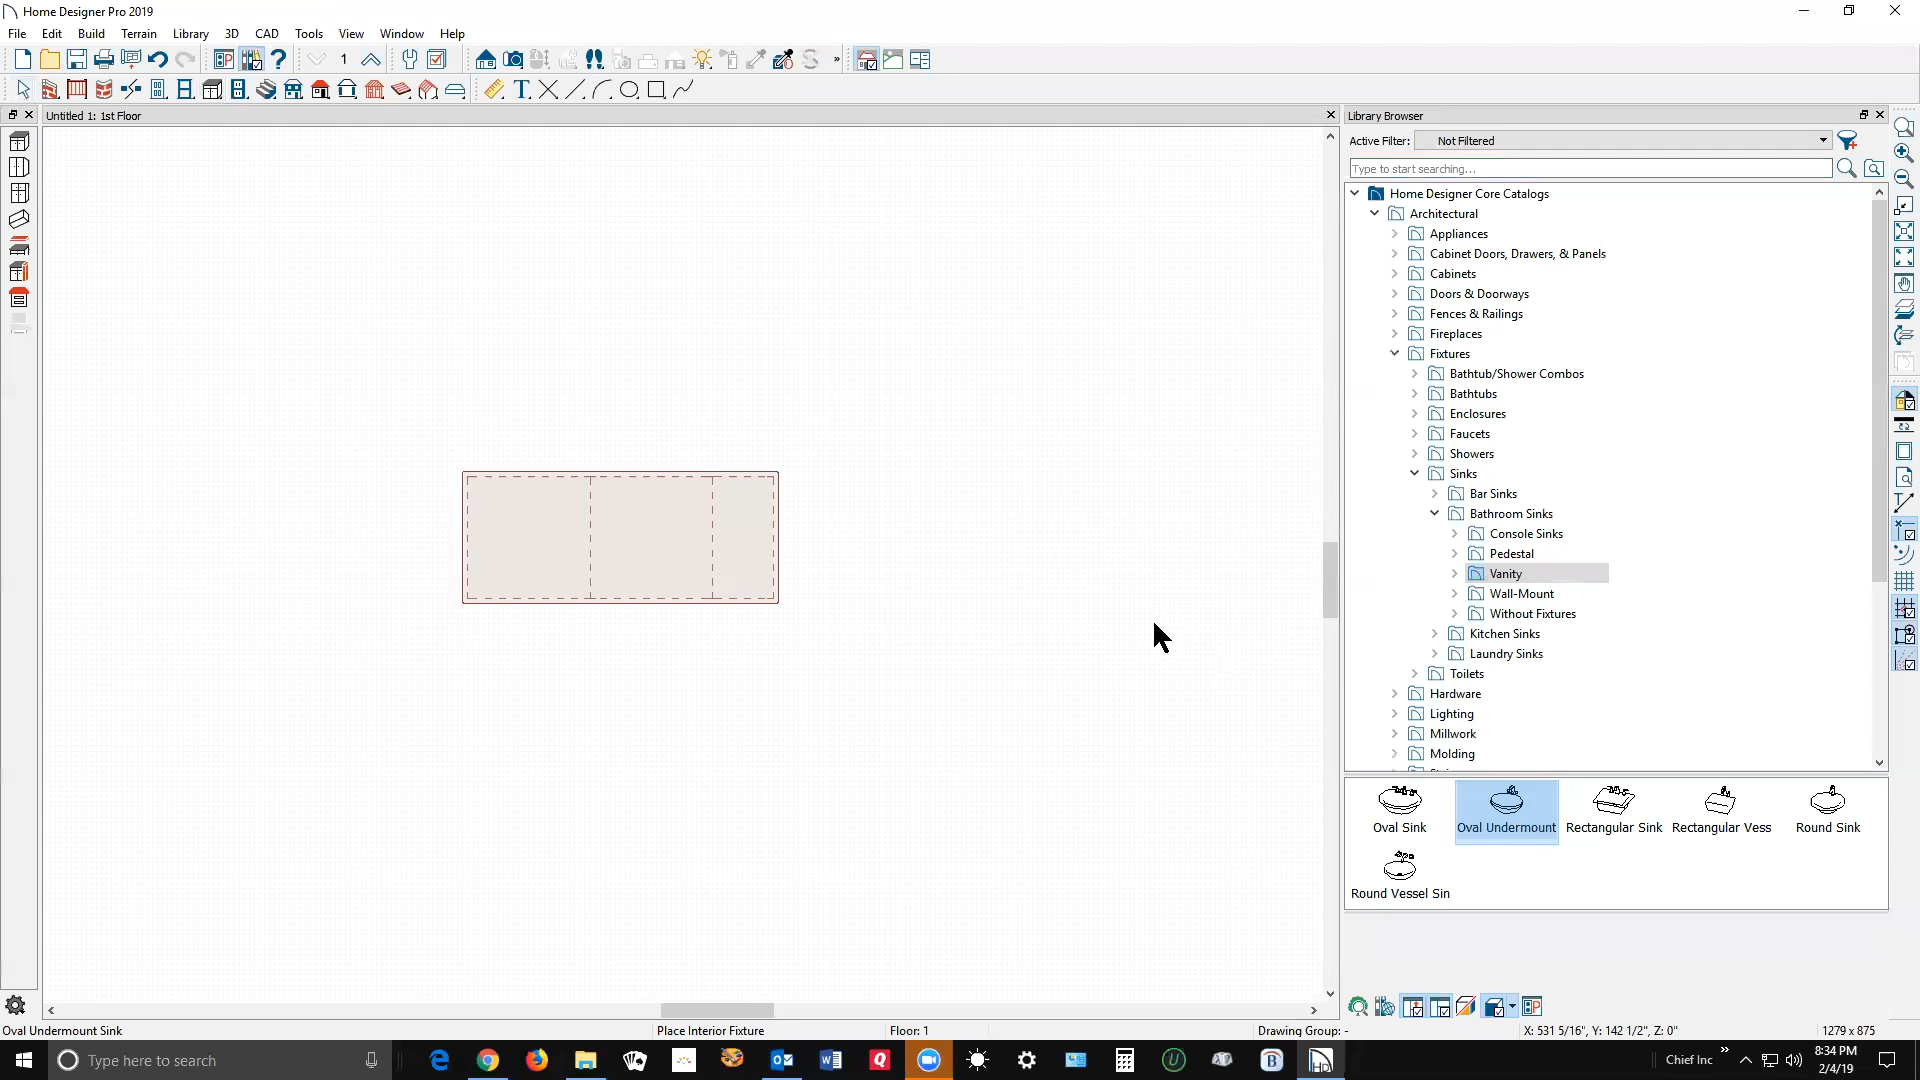 Home Designer Pro 2019
File Edit Build Terrain Library 3D CAD Tools View Window Help
1
Untitled 1: 1st Floor
Library Browser
Active Filter: Not Filtered
Type to start searching...
Home Designer Core Catalogs
Architectural
Appliances
Cabinet Doors, Drawers, & Panels
Cabinets
Doors & Doorways
Fences & Railings
Fireplaces
Fixtures
Bathtub/Shower Combos
Bathtubs
Enclosures
Faucets
Showers
Sinks
Bar Sinks
Bathroom Sinks
Console Sinks
Pedestal
Vanity
Wall-Mount
Without Fixtures
Kitchen Sinks
Laundry Sinks
Toilets
Hardware
Lighting
Millwork
Molding
Oval Sink Oval Undermount Rectangular Sink Rectangular Vess Round Sink
Round Vessel Sin
Oval Undermount Sink Place Interior Fixture Floor: 1 Drawing Group: - X: 531 5/16", Y: 142 1/2", Z: 0" 1279 x 875
Type here to search
Chief Inc
8:34 PM
2/4/19